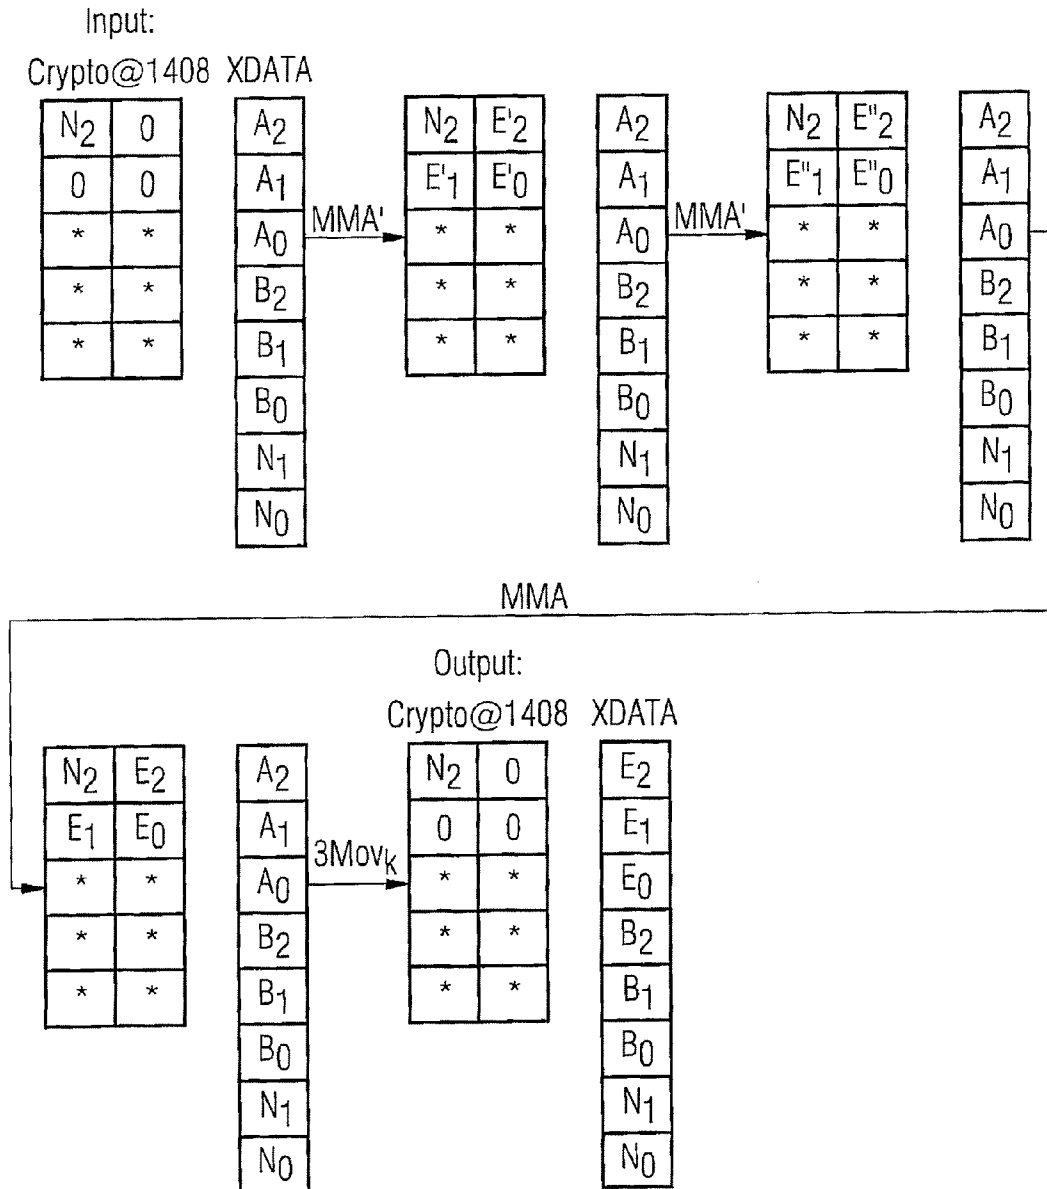 Input:
Crypto@1408 XDATA
N2 0 A2 N2 E'2 A2 N2 E"2 A2
0 0 A1 E'1 E'0 A1 E"1 E"0 A1
* * A0 MMA' * * A0 MMA' * * A0
* * B2 * * B2 * * B2
* * B1 * * B1 * * B1
B0 B0 B0
N1 N1 N1
N0 N0 N0
MMA
Output:
Crypto@1408 XDATA
N2 E2 A2 N2 0 E2
E1 E0 A1 0 0 E1
* * A0 3MovK * * E0
* * B2 * * B2
* * B1 * * B1
B0 B0
N1 N1
N0 N0